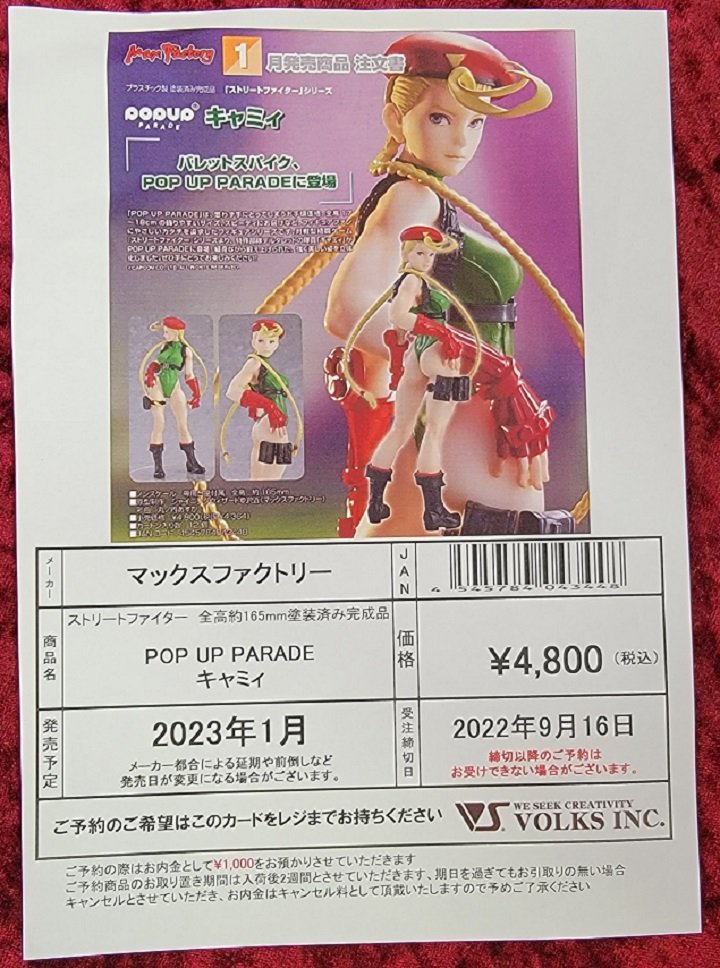 Max Factory
1月発売商品 注文書
プラスチック製 塗装済み完成品 「ストリートファイター」シリーズ
POPUP
PARADE
キャミィ
バレットスパイク、
POP UP PARADEに登場
メーカー
マックスファクトリー
JAN
4 545784 043448
商品名
ストリートファイター 全高約165mm塗装済み完成品
POP UP PARADE
キャミィ
価格
¥4,800(税込)
発売予定
2023年1月
メーカー都合による延期や前倒しなど
発売日が変更になる場合がございます。
受注締切日
2022年9月16日
締切以降のご予約は
お受けできない場合がございます。
ご予約のご希望はこのカードをレジまでお持ちください
VS.
WE SEEK CREATIVITY
VOLKS INC.
ご予約の際はお内金として¥1,000をお預かりさせていただきます
ご予約商品のお取り置き期間は入荷後2週間とさせていただきます、期日を過ぎてもお引取りの無い場合
キャンセルとさせていただき、お内金はキャンセル料として頂戴いたしますので予めご了承ください